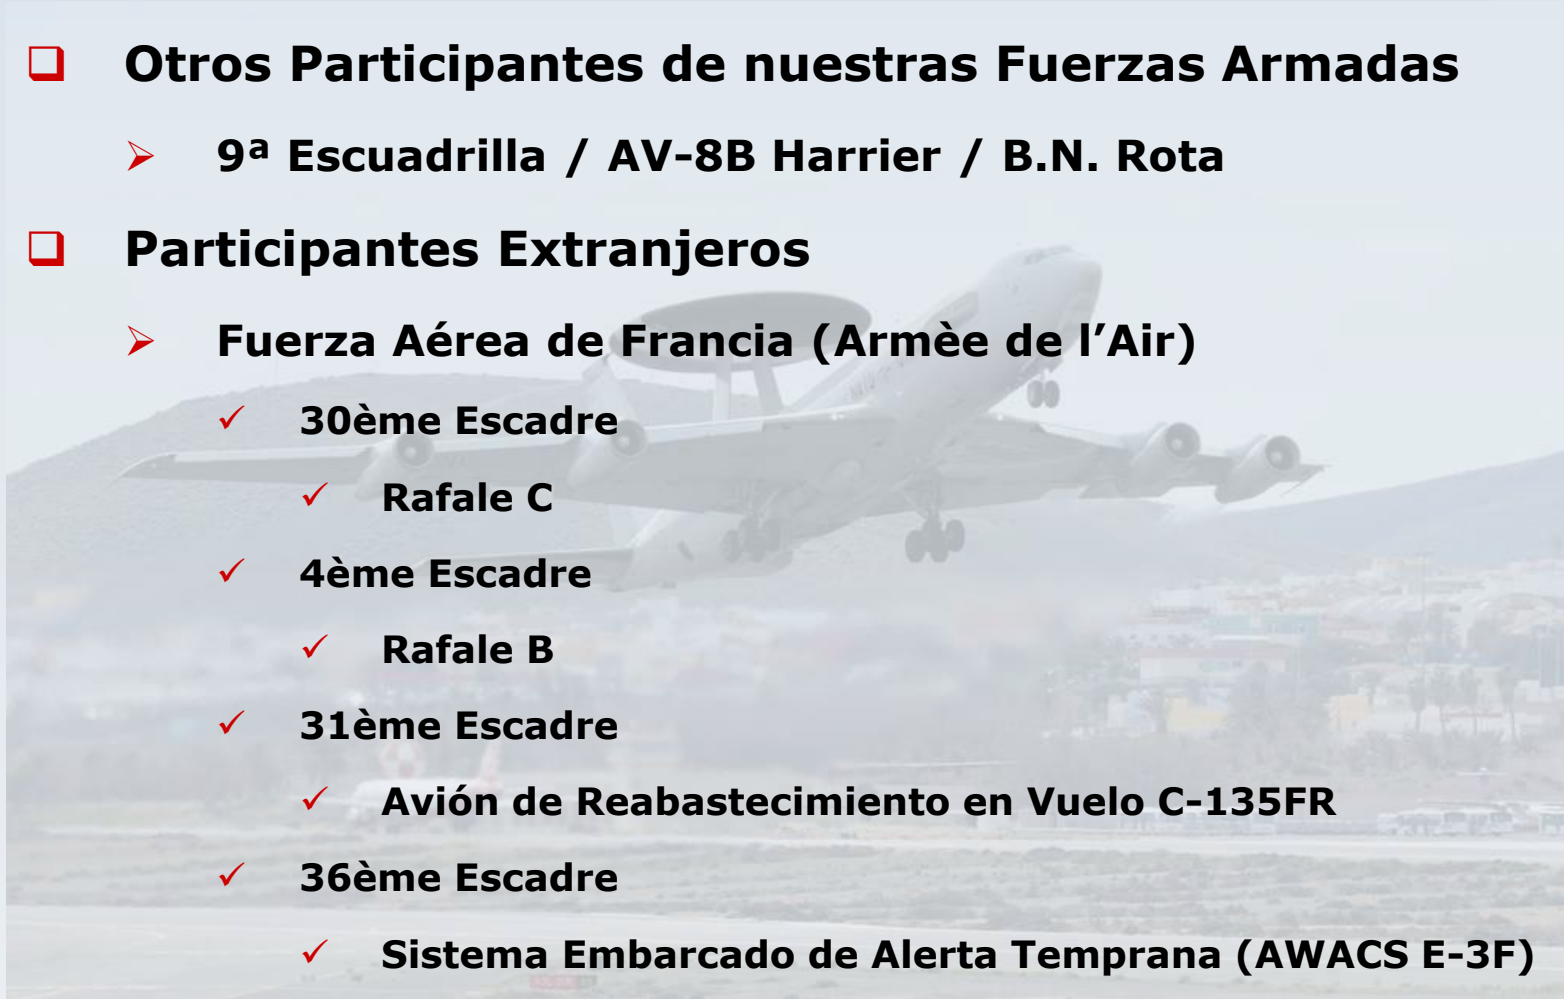 Otros Participantes de nuestras Fuerzas Armadas
9ª Escuadrilla / AV-8B Harrier / B.N. Rota
Participantes Extranjeros
Fuerza Aérea de Francia (Armèe de l’Air)
30ème Escadre
Rafale C
4ème Escadre
Rafale B
31ème Escadre
Avión de Reabastecimiento en Vuelo C-135FR
36ème Escadre
Sistema Embarcado de Alerta Temprana (AWACS E-3F)